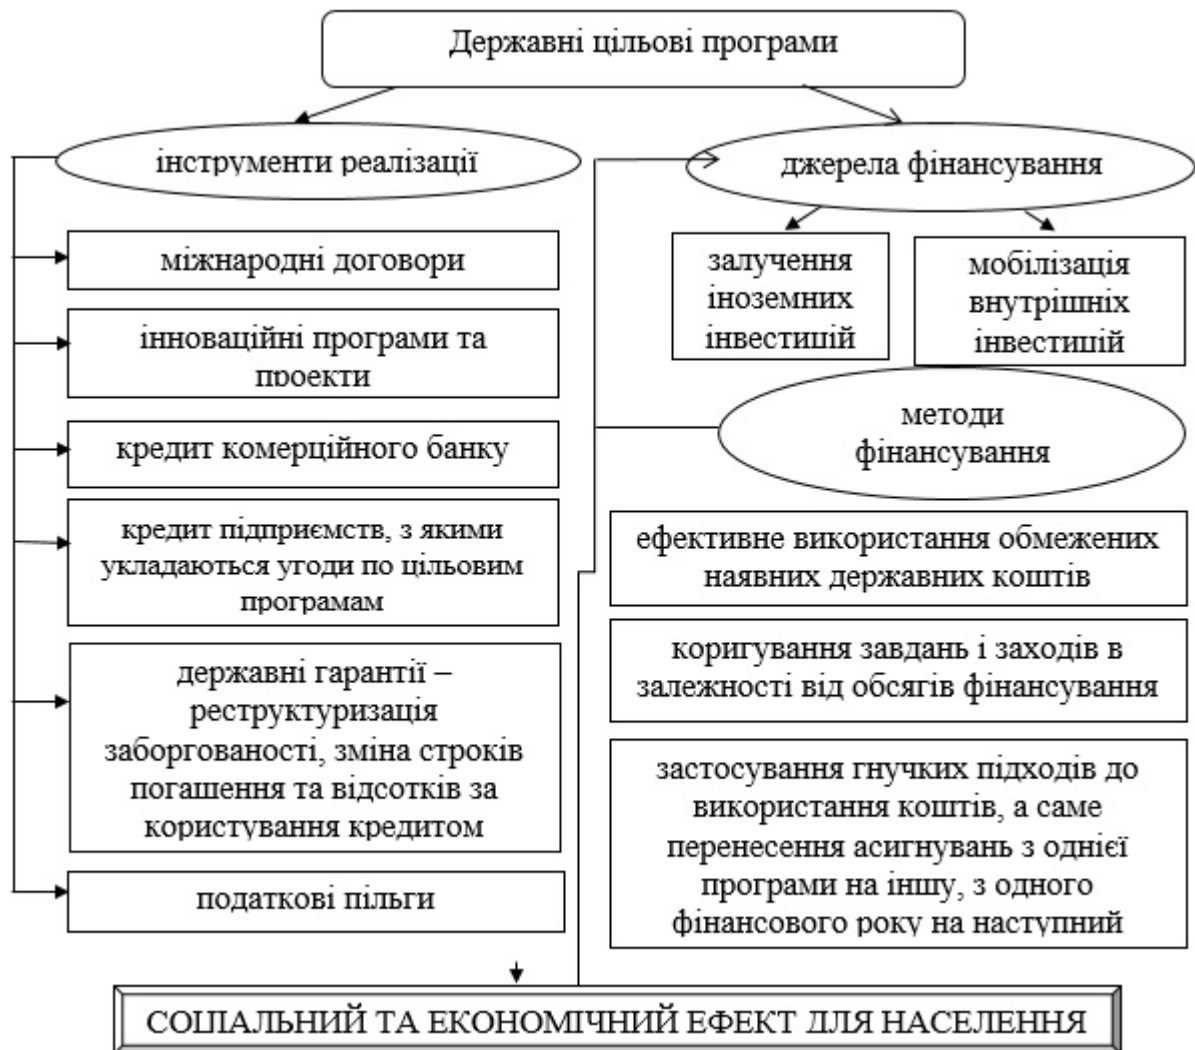 Державні цільові програми
інструменти реалізації
міжнародні договори
інноваційні програми та
проекти
кредит комерційного банку
кредит підприємств, з якими
укладаються угоди по цільовим
програмам
державні гарантії –
реструктуризація
заборгованості, зміна строків
погашення та відсотків за
користування кредитом
податкові пільги
джерела фінансування
залучення
іноземних
інвестицій
мобілізація
внутрішніх
інвестицій
методи
фінансування
ефективне використання обмежених
наявних державних коштів
коригування завдань і заходів в
залежності від обсягів фінансування
застосування гнучких підходів до
використання коштів, а саме
перенесення асигнувань з однієї
програми на іншу, з одного
фінансового року на наступний
СОЦІАЛЬНИЙ ТА ЕКОНОМІЧНИЙ ЕФЕКТ ДЛЯ НАСЕЛЕННЯ